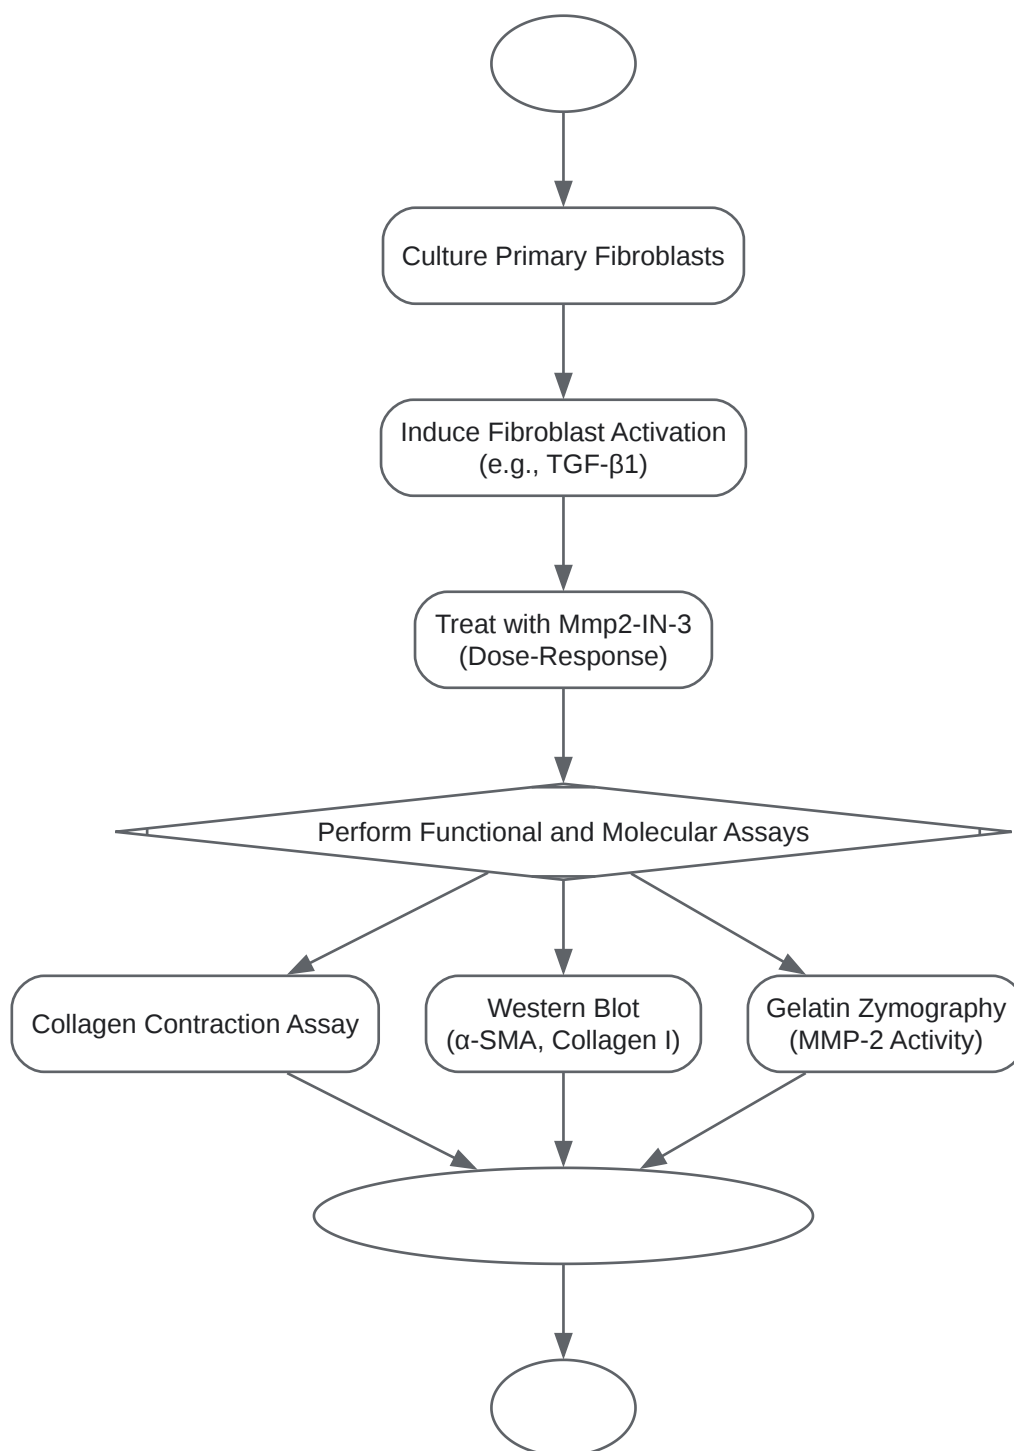 Culture Primary Fibroblasts
Induce Fibroblast Activation
(e.g., TGF-β1)
Treat with Mmp2-IN-3
(Dose-Response)
Perform Functional and Molecular Assays
Collagen Contraction Assay
Western Blot
(α-SMA, Collagen I)
Gelatin Zymography
(MMP-2 Activity)